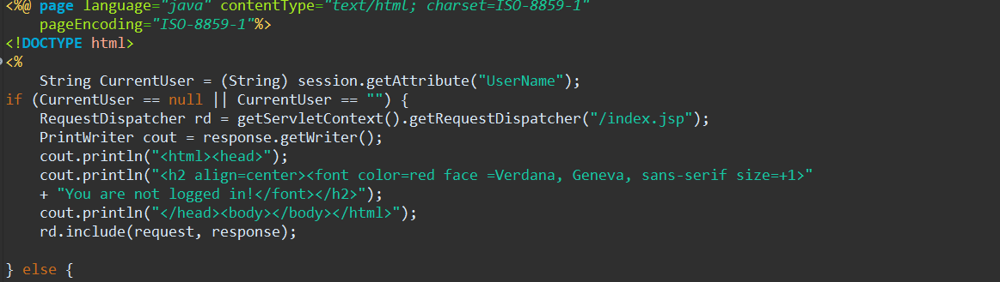 <%@ page language="java" contentType="text/html; charset=ISO-8859-1"
    pageEncoding="ISO-8859-1"%>
<!DOCTYPE html>
<%
    String CurrentUser = (String) session.getAttribute("UserName");
if (CurrentUser == null || CurrentUser == "") {
    RequestDispatcher rd = getServletContext().getRequestDispatcher("/index.jsp");
    PrintWriter cout = response.getWriter();
    cout.println("<html><head>");
    cout.println("<h2 align=center><font color=red face =Verdana, Geneva, sans-serif size=+1>"
    + "You are not logged in!</font></h2>");
    cout.println("</head><body></body></html>");
    rd.include(request, response);

} else {